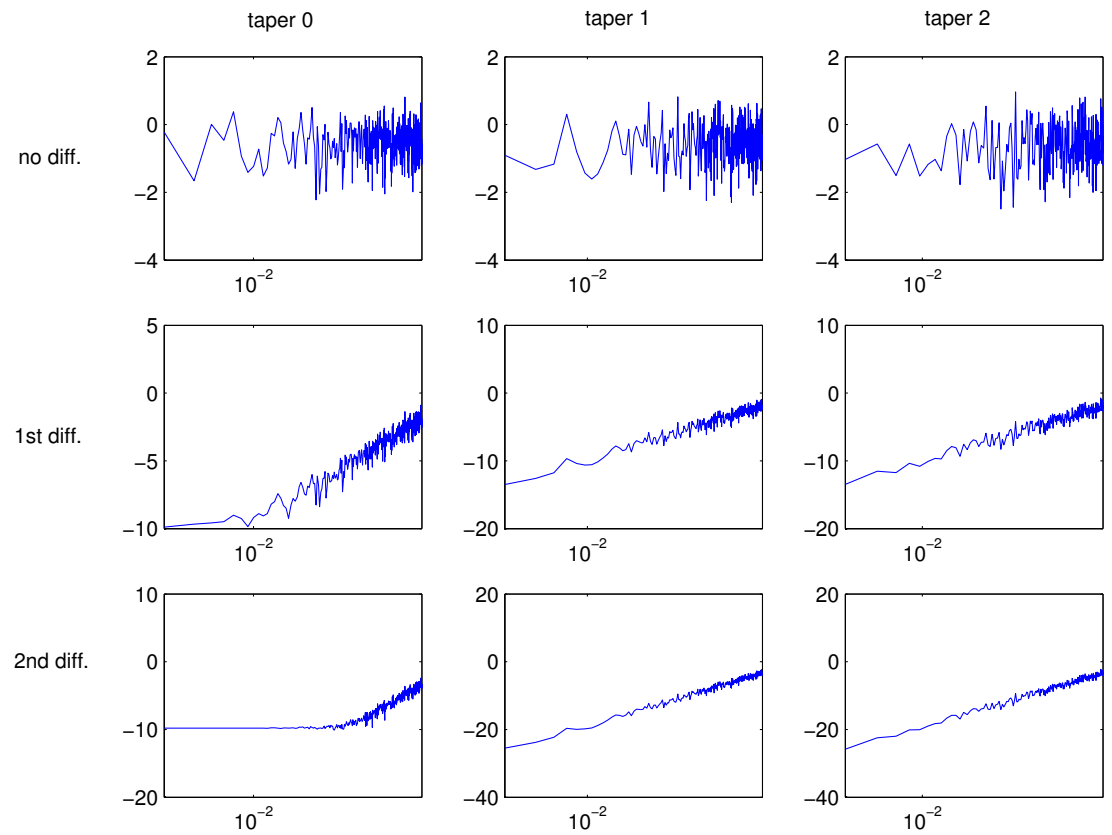 taper 0 taper 1 taper 2
2 2 2
0 0 0
no diff.
−2 −2 −2
−4 −4 −4
10⁻² 10⁻² 10⁻²
5 10 10
0 0 0
1st diff.
−5 −10 −10
−10 −20 −20
10⁻² 10⁻² 10⁻²
10 20 20
0 0 0
2nd diff.
−10 −20 −20
−20 −40 −40
10⁻² 10⁻² 10⁻²